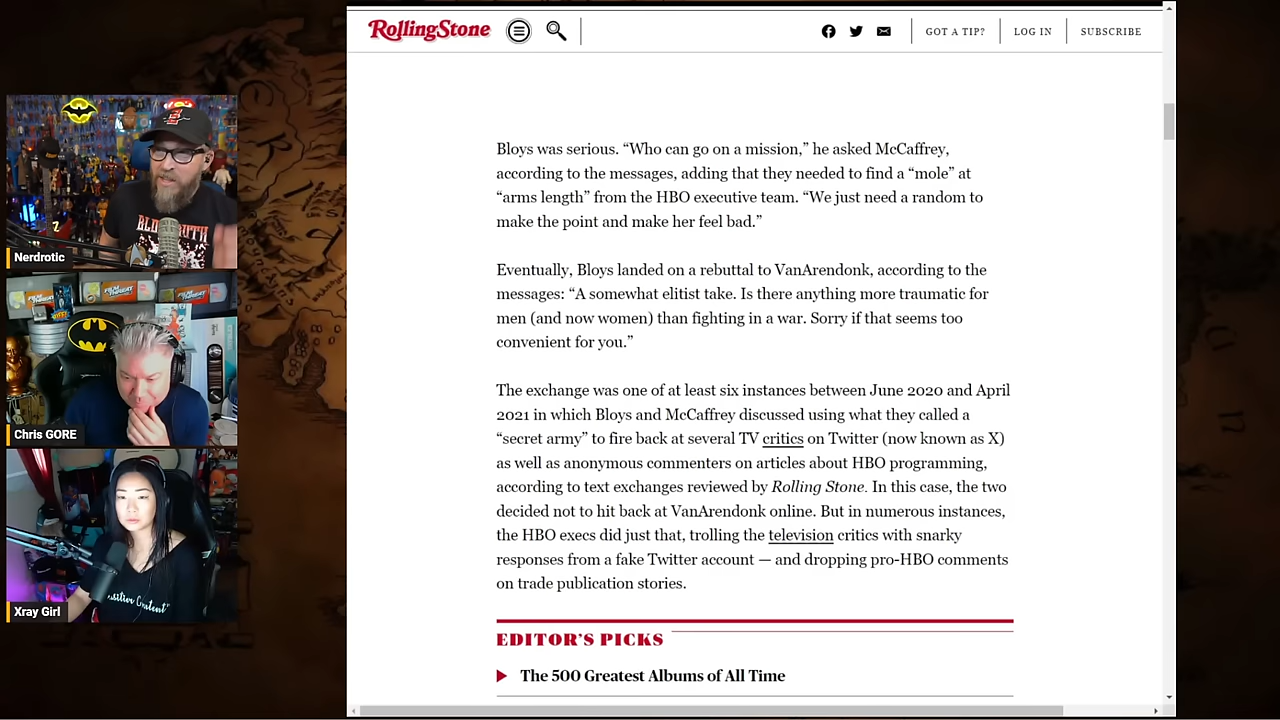 RollingStone
GOT A TIP?
LOG IN
SUBSCRIBE
Bloys was serious. “Who can go on a mission,” he asked McCaffrey,
according to the messages, adding that they needed to find a “mole” at
“arms length” from the HBO executive team. “We just need a random to
make the point and make her feel bad.”
Eventually, Bloys landed on a rebuttal to VanArendonk, according to the
messages: “A somewhat elitist take. Is there anything more traumatic for
men (and now women) than fighting in a war. Sorry if that seems too
convenient for you.”
The exchange was one of at least six instances between June 2020 and April
2021 in which Bloys and McCaffrey discussed using what they called a
“secret army” to fire back at several TV critics on Twitter (now known as X)
as well as anonymous commenters on articles about HBO programming,
according to text exchanges reviewed by Rolling Stone. In this case, the two
decided not to hit back at VanArendonk online. But in numerous instances,
the HBO execs did just that, trolling the television critics with snarky
responses from a fake Twitter account — and dropping pro-HBO comments
on trade publication stories.
EDITOR’S PICKS
The 500 Greatest Albums of All Time
Nerdrotic
Chris GORE
Xray Girl